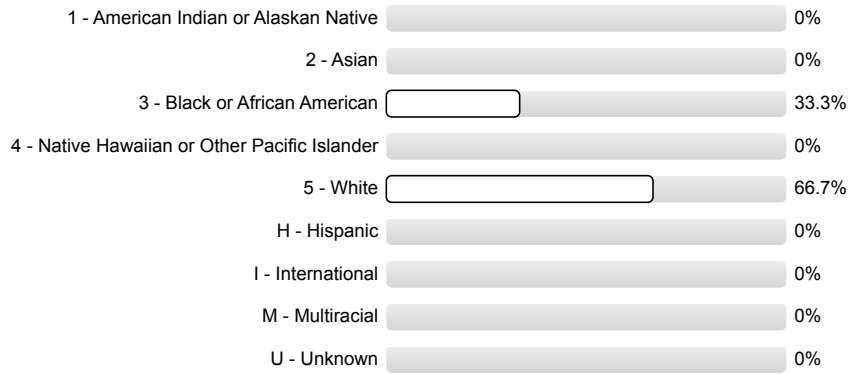 1 - American Indian or Alaskan Native 0%
2 - Asian 0%
3 - Black or African American 33.3%
4 - Native Hawaiian or Other Pacific Islander 0%
5 - White 66.7%
H - Hispanic 0%
I - International 0%
M - Multiracial 0%
U - Unknown 0%